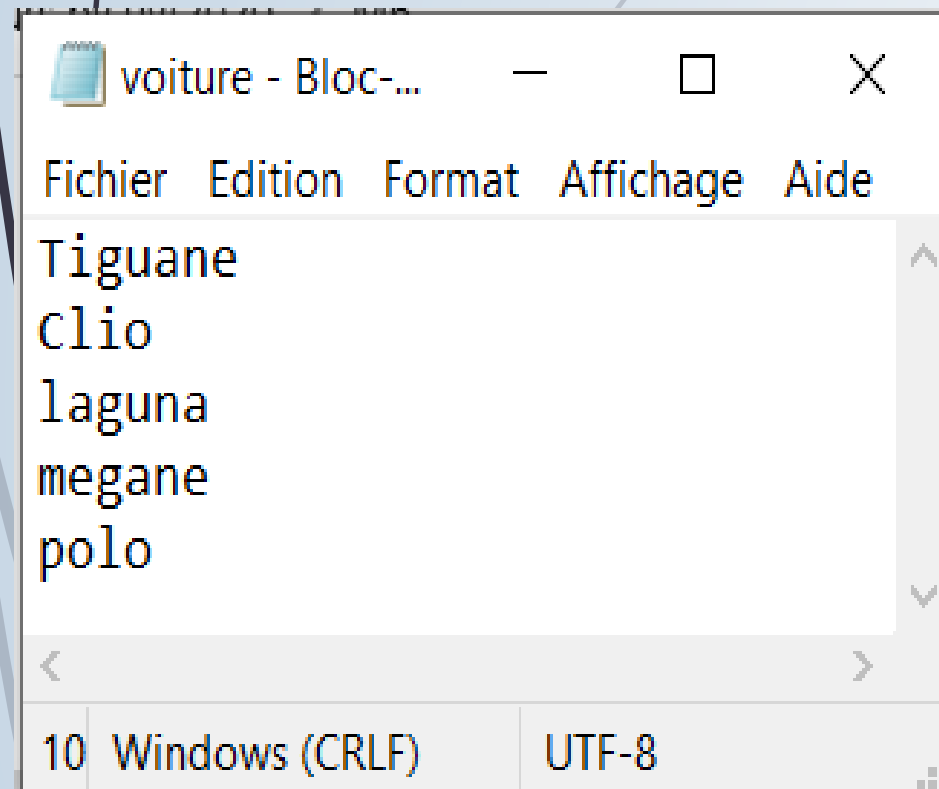 voiture - Bloc-...
Fichier Edition Format Affichage Aide
Tiguane
Clio
laguna
megane
polo
10 Windows (CRLF) UTF-8